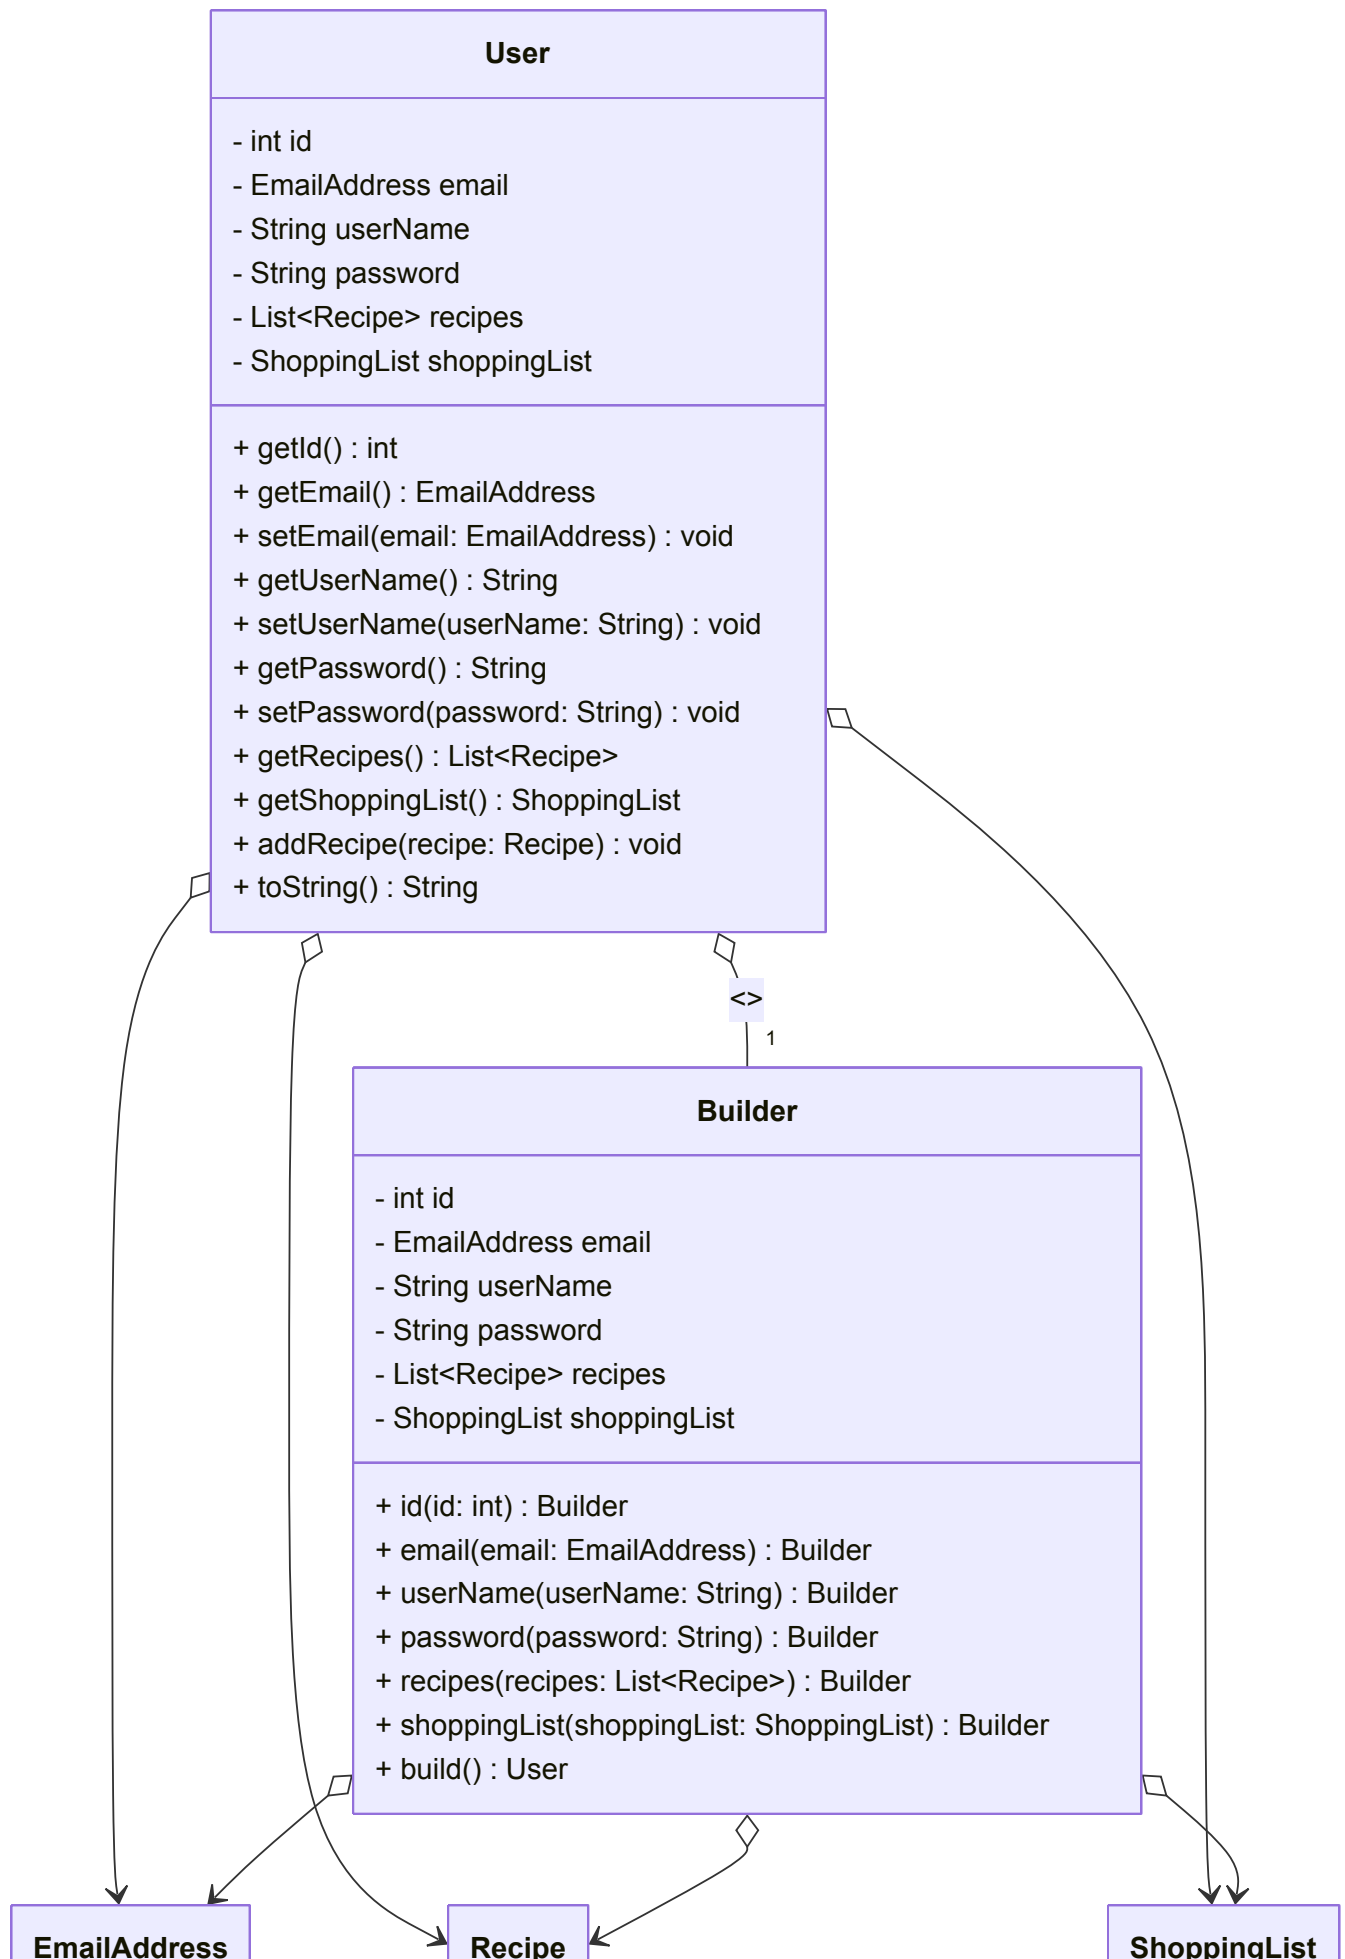 User
- int id
- EmailAddress email
- String userName
- String password
- List<Recipe> recipes
- ShoppingList shoppingList
+ getId() : int
+ getEmail() : EmailAddress
+ setEmail(email: EmailAddress) : void
+ getUserName() : String
+ setUserName(userName: String) : void
+ getPassword() : String
+ setPassword(password: String) : void
+ getRecipes() : List<Recipe>
+ getShoppingList() : ShoppingList
+ addRecipe(recipe: Recipe) : void
+ toString() : String
<>
1
Builder
- int id
- EmailAddress email
- String userName
- String password
- List<Recipe> recipes
- ShoppingList shoppingList
+ id(id: int) : Builder
+ email(email: EmailAddress) : Builder
+ userName(userName: String) : Builder
+ password(password: String) : Builder
+ recipes(recipes: List<Recipe>) : Builder
+ shoppingList(shoppingList: ShoppingList) : Builder
+ build() : User
EmailAddress
Recipe
ShoppingList